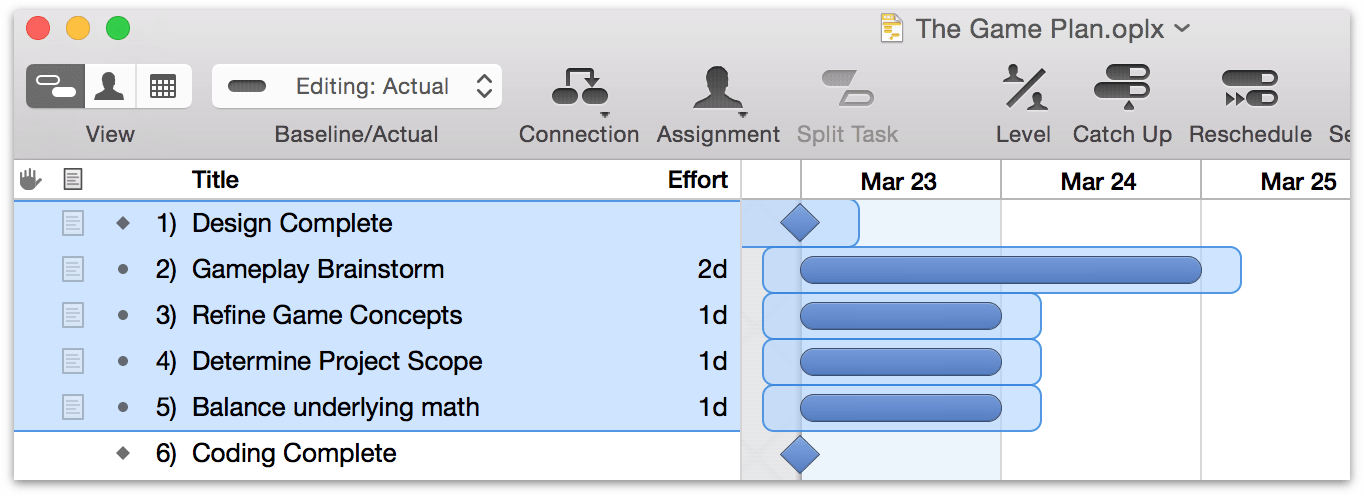 The Game Plan.oplx
Editing: Actual
View Baseline/Actual Connection Assignment Split Task Level Catch Up Reschedule Se
Title Effort Mar 23 Mar 24 Mar 25
1) Design Complete
2) Gameplay Brainstorm 2d
3) Refine Game Concepts 1d
4) Determine Project Scope 1d
5) Balance underlying math 1d
6) Coding Complete